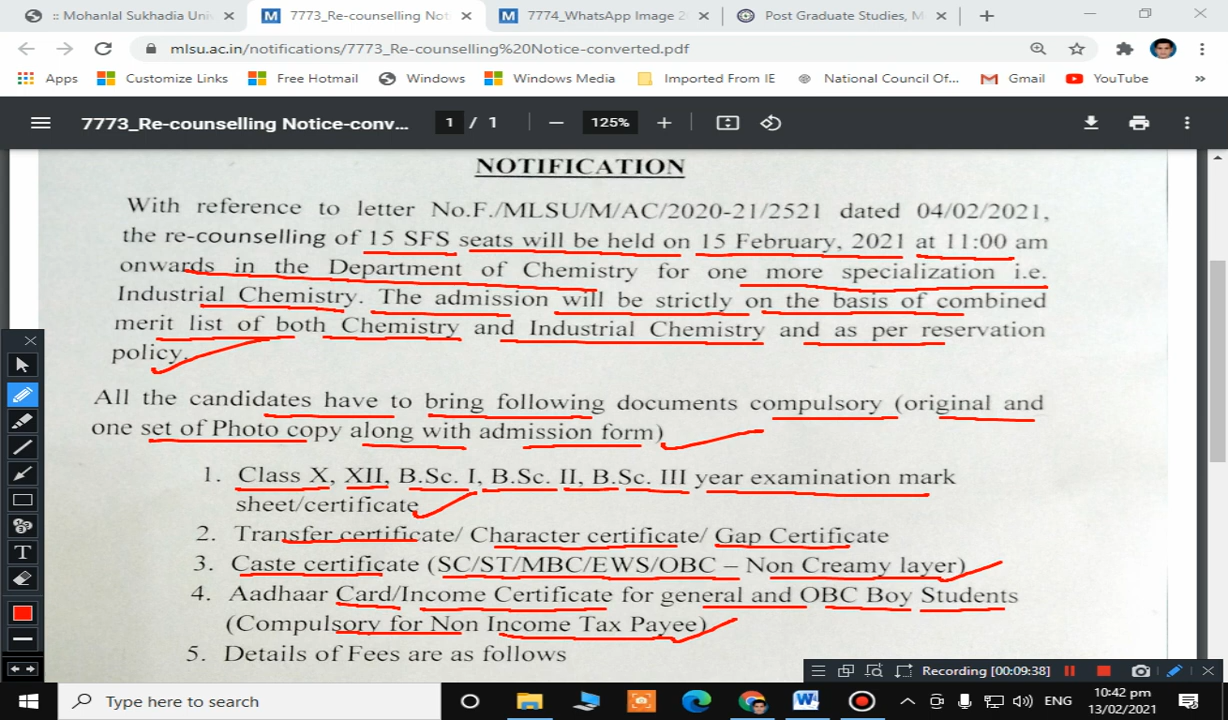 :: Mohanlal Sukhadia Uni
7773_Re-counselling Not
7774_WhatsApp Image 2
Post Graduate Studies, M
mlsu.ac.in/notifications/7773_Re-counselling%20Notice-converted.pdf
Apps
Customize Links
Free Hotmail
Windows
Windows Media
Imported From IE
National Council Of...
Gmail
YouTube
»
7773_Re-counselling Notice-conv...
1 / 1
125%
NOTIFICATION
With reference to letter No.F./MLSU/M/AC/2020-21/2521 dated 04/02/2021,
the re-counselling of 15 SFS seats will be held on 15 February, 2021 at 11:00 am
onwards in the Department of Chemistry for one more specialization i.e.
Industrial Chemistry. The admission will be strictly on the basis of combined
merit list of both Chemistry and Industrial Chemistry and as per reservation
policy.
All the candidates have to bring following documents compulsory (original and
one set of Photo copy along with admission form)
1. Class X, XII, B.Sc. I, B.Sc. II, B.Sc. III year examination mark
sheet/certificate
2. Transfer certificate/ Character certificate/ Gap Certificate
3. Caste certificate (SC/ST/MBC/EWS/OBC – Non Creamy layer)
4. Aadhaar Card/Income Certificate for general and OBC Boy Students
(Compulsory for Non Income Tax Payee)
5. Details of Fees are as follows
T
Recording [00:09:38]
Type here to search
ENG
10:42 pm
13/02/2021